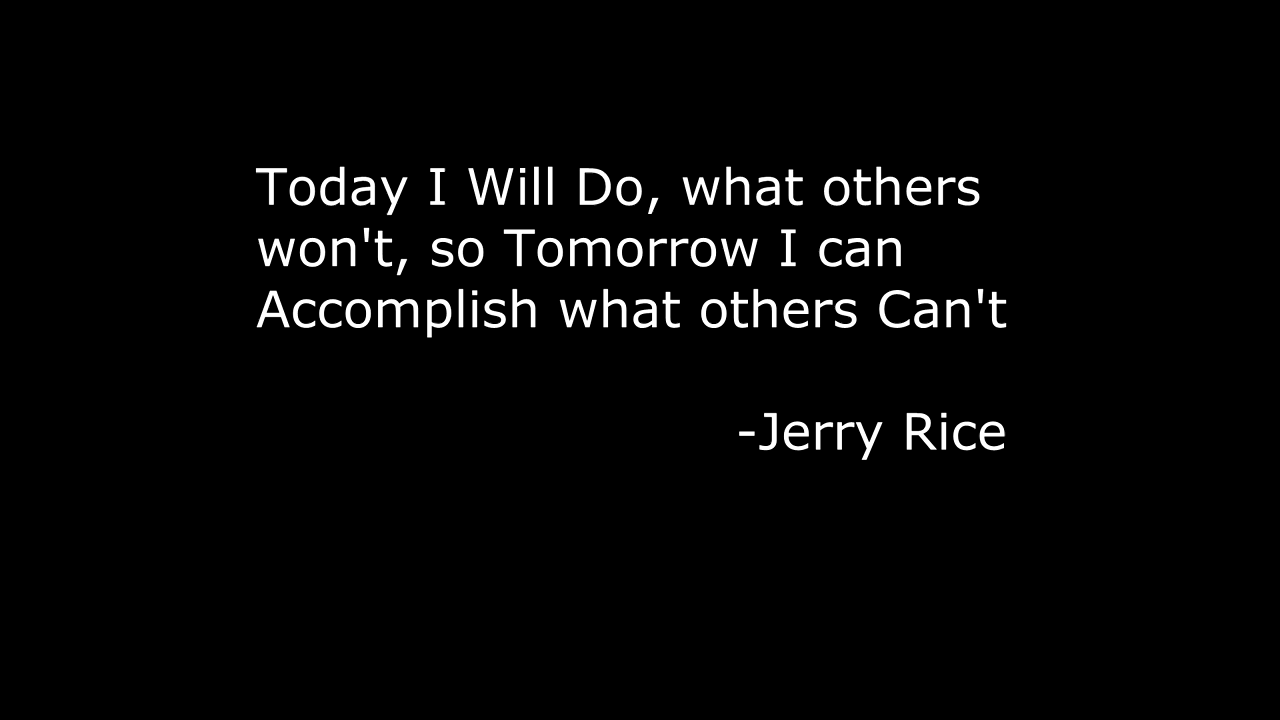 Today I Will Do, what others
won't, so Tomorrow I can
Accomplish what others Can't
-Jerry Rice